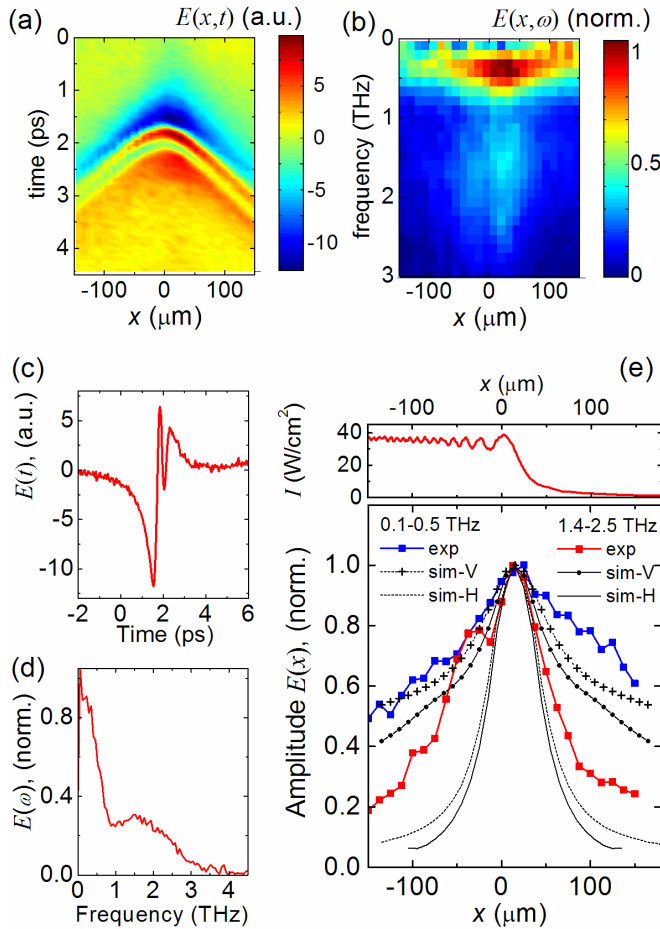 (a)
E(x,t) (a.u.)
0
1
2
3
4
time (ps)
-100
0
100
x (μm)
5
0
-5
-10
(b)
E(x,ω) (norm.)
0
1
2
3
frequency (THz)
-100
0
100
x (μm)
1
0.5
0
(c)
5
0
-5
-10
E(t), (a.u.)
-2
0
2
4
6
Time (ps)
(d)
0.8
0.4
0.0
E(ω), (norm.)
0
1
2
3
4
Frequency (THz)
(e)
x (μm)
-100
0
100
40
20
0
I (W/cm²)
0.1-0.5 THz
exp
sim-V
sim-H
1.4-2.5 THz
exp
sim-V
sim-H
1.0
0.8
0.6
0.4
0.2
0.0
Amplitude E(x), (norm.)
-100
0
100
x (μm)